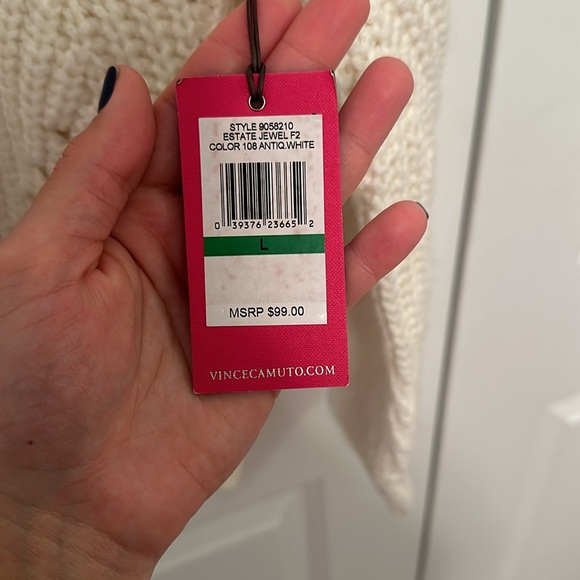 STYLE 9058210
ESTATE JEWEL F2
COLOR 108 ANTIQ.WHITE
0 39376 23665 2
L
MSRP $99.00
VINCECAMUTO.COM